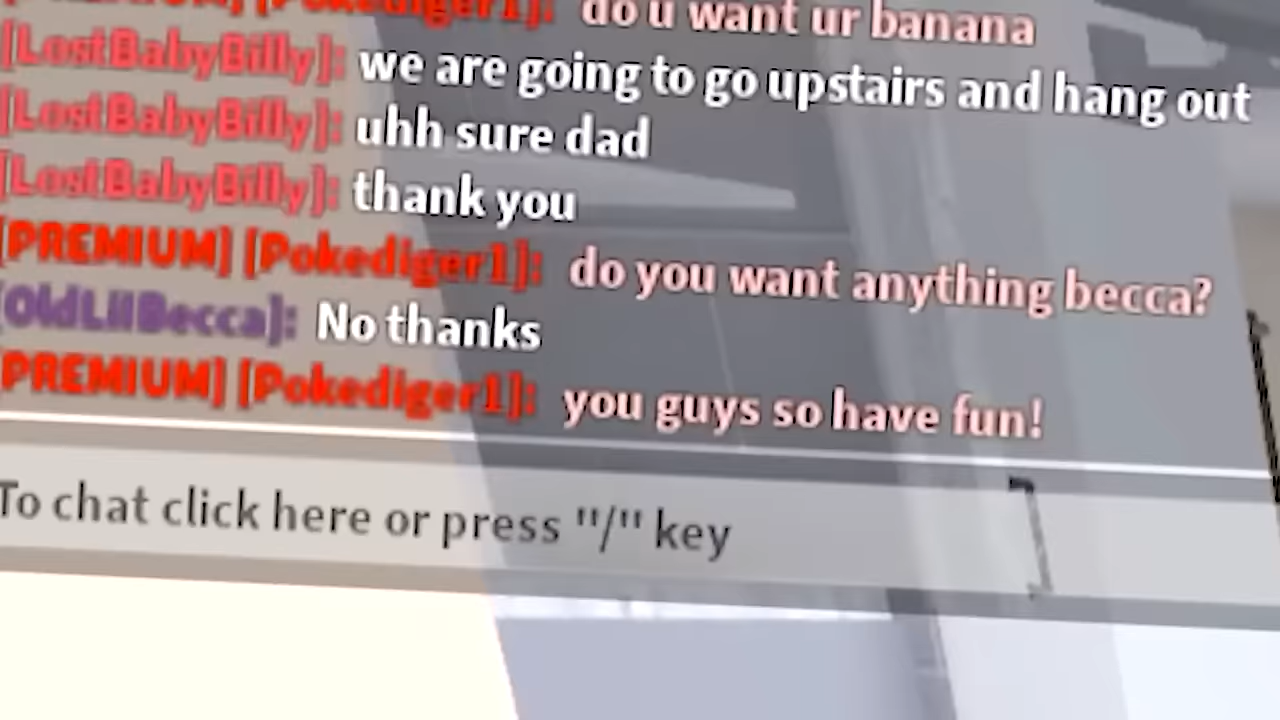 [PREMIUM] [Pokediger1]: do u want ur banana
[LostBabyBilly]: we are going to go upstairs and hang out
[LostBabyBilly]: uhh sure dad
[LostBabyBilly]: thank you
[PREMIUM] [Pokediger1]: do you want anything becca?
[OldLilBecca]: No thanks
[PREMIUM] [Pokediger1]: you guys so have fun!
To chat click here or press "/" key